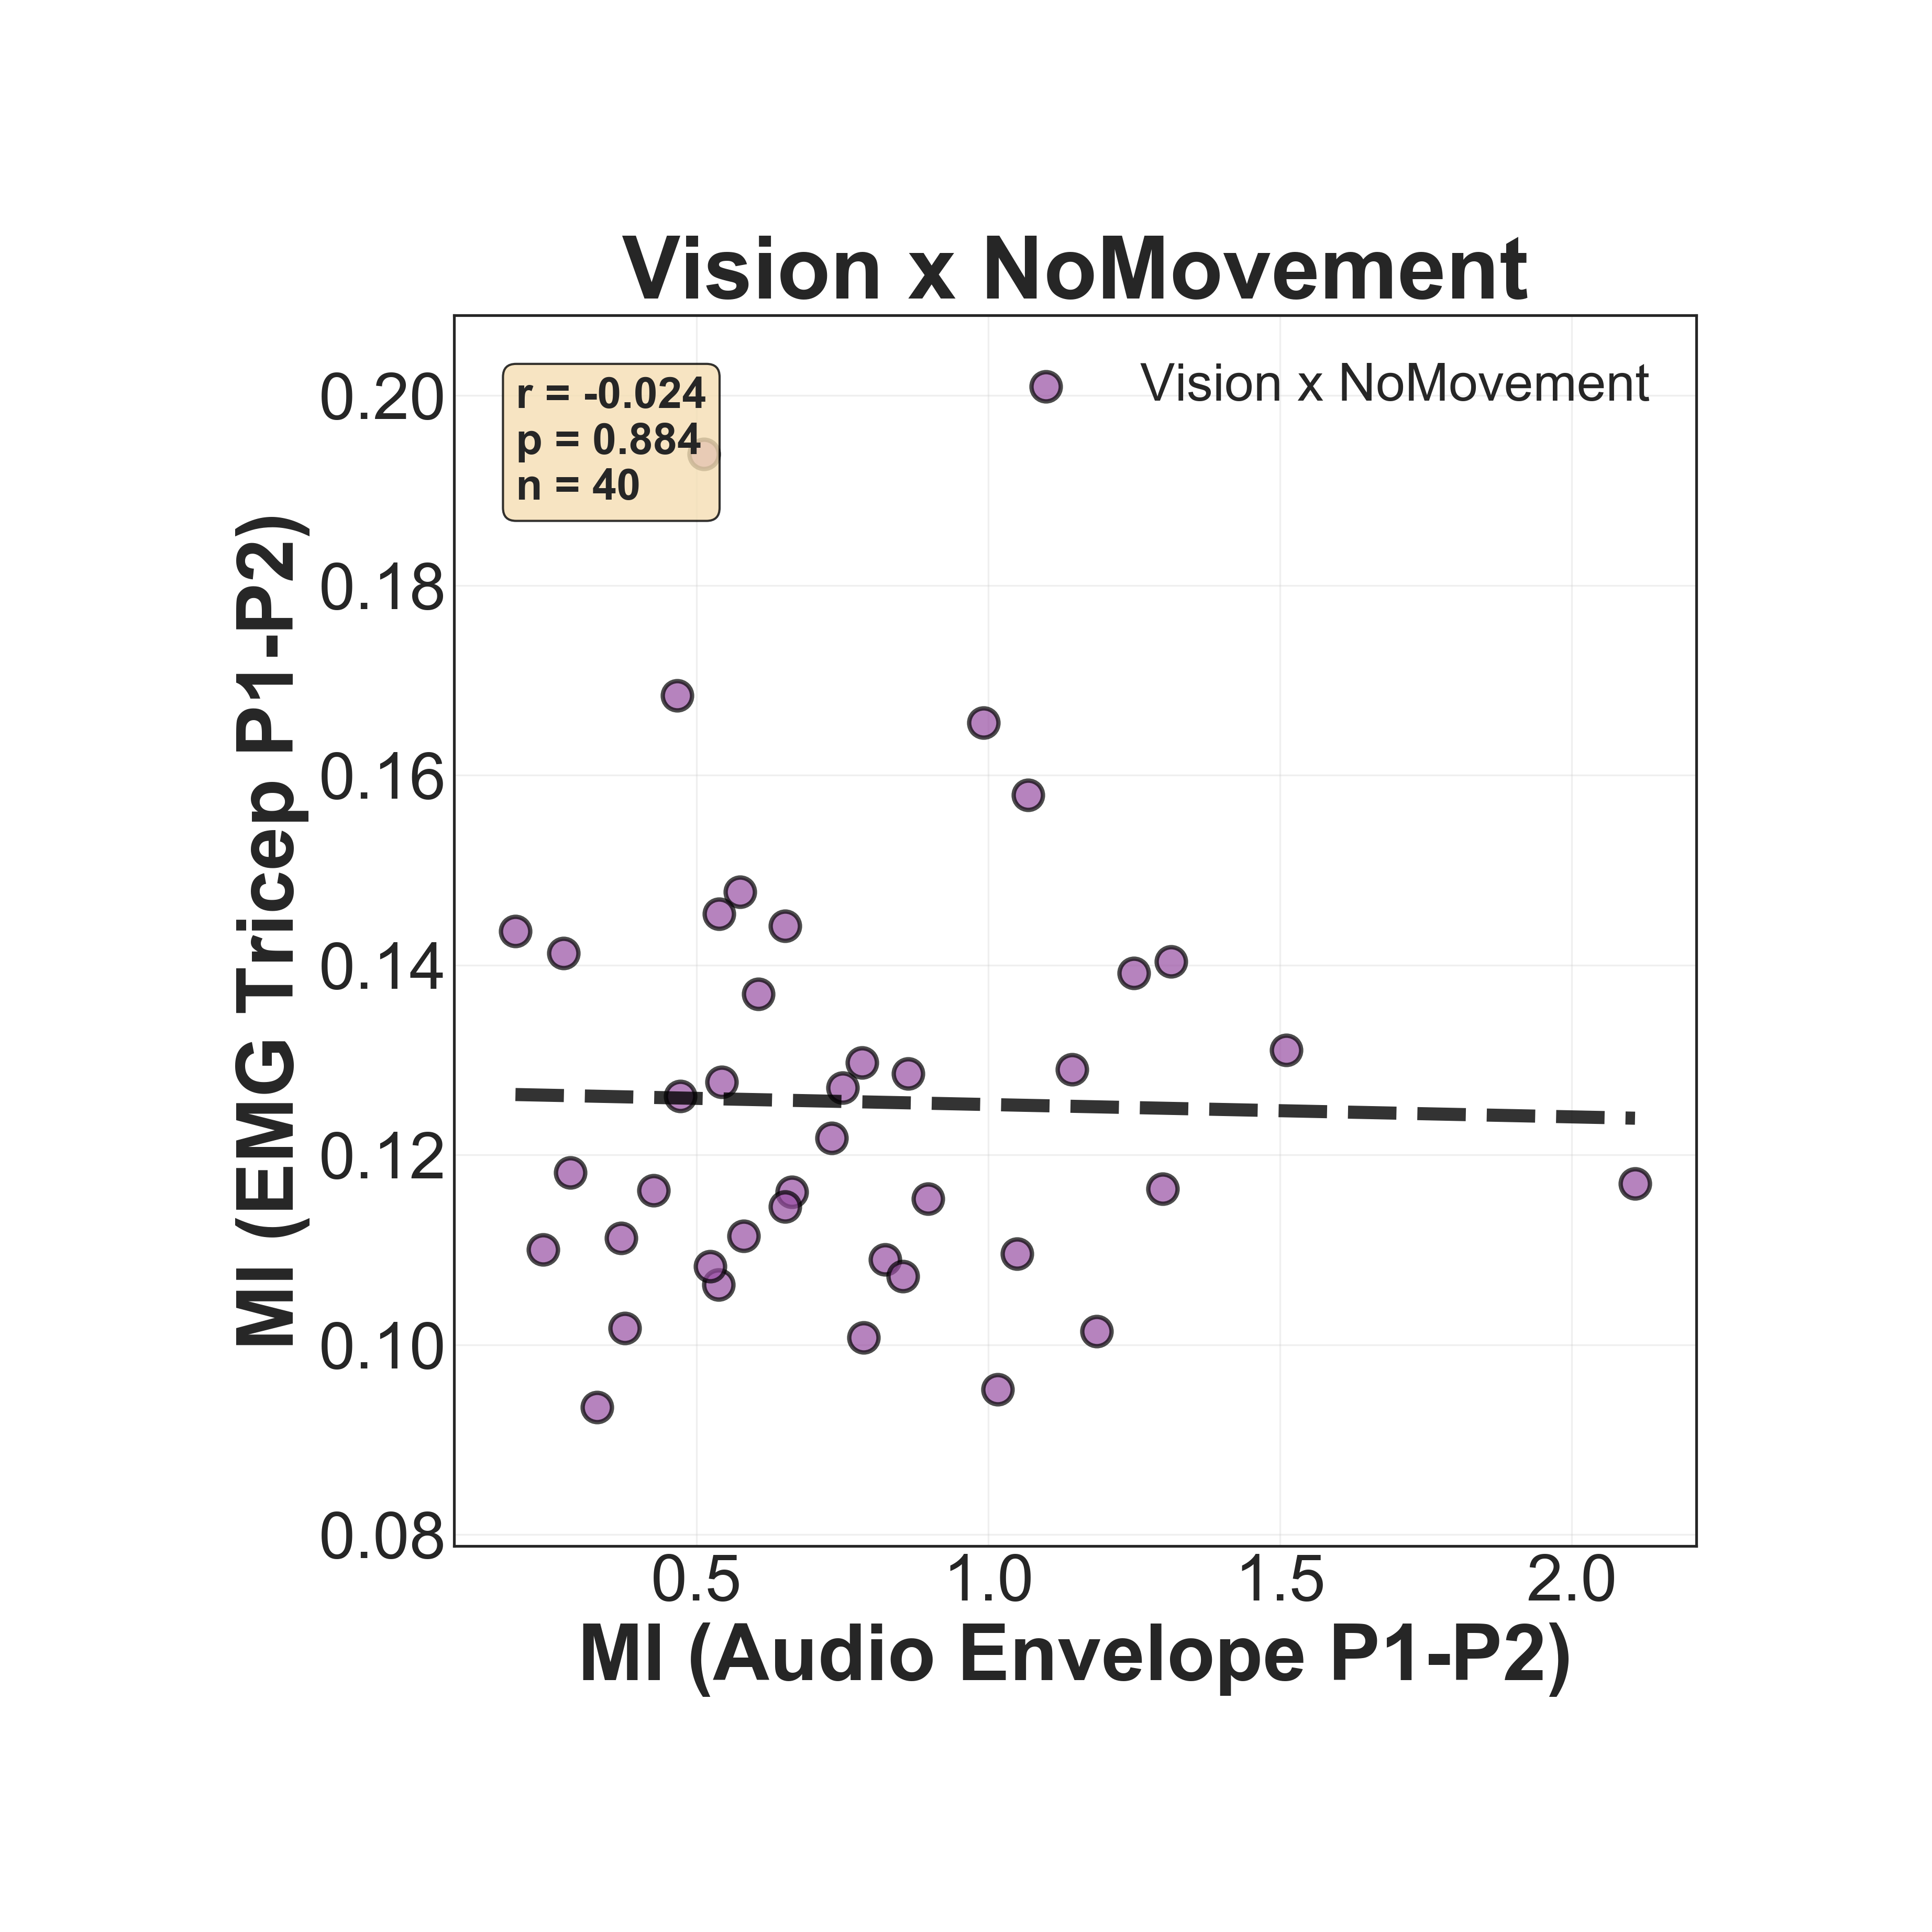 Vision x NoMovement
r = -0.024
p = 0.884
n = 40
Vision x NoMovement
MI (EMG Tricep P1-P2)
0.20
0.18
0.16
0.14
0.12
0.10
0.08
0.5 1.0 1.5 2.0
MI (Audio Envelope P1-P2)